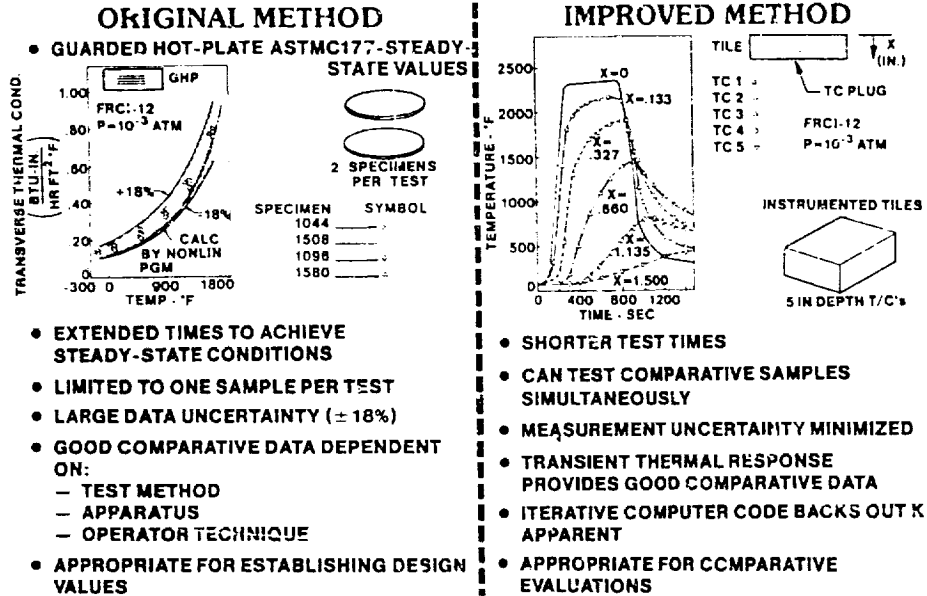 ORIGINAL METHOD
• GUARDED HOT-PLATE ASTMC177-STEADY-
STATE VALUES
TRANSVERSE THERMAL COND.
(BTU-IN. / HR FT² °F)
1.00
.80
.60
.40
.20
0
GHP
FRCI-12
P=10⁻³ ATM
+18%
-18%
CALC
BY NONLIN
PGM
-300 0 900 1800
TEMP - °F
2 SPECIMENS
PER TEST
SPECIMEN SYMBOL
1044
1508
1096
1580
• EXTENDED TIMES TO ACHIEVE
STEADY-STATE CONDITIONS
• LIMITED TO ONE SAMPLE PER TEST
• LARGE DATA UNCERTAINTY (±18%)
• GOOD COMPARATIVE DATA DEPENDENT
ON:
— TEST METHOD
— APPARATUS
— OPERATOR TECHNIQUE
• APPROPRIATE FOR ESTABLISHING DESIGN
VALUES
IMPROVED METHOD
TEMPERATURE - °F
2500
2000
1500
1000
500
0
X=0
X=.133
X=
.327
X=
.660
X=
1.135
X=1.500
0 400 800 1200
TIME - SEC
TILE
X
(IN.)
TC PLUG
TC 1
TC 2
TC 3
TC 4
TC 5
FRCI-12
P=10⁻³ ATM
INSTRUMENTED TILES
5 IN DEPTH T/C's
• SHORTER TEST TIMES
• CAN TEST COMPARATIVE SAMPLES
SIMULTANEOUSLY
• MEASUREMENT UNCERTAINTY MINIMIZED
• TRANSIENT THERMAL RESPONSE
PROVIDES GOOD COMPARATIVE DATA
• ITERATIVE COMPUTER CODE BACKS OUT K
APPARENT
• APPROPRIATE FOR COMPARATIVE
EVALUATIONS